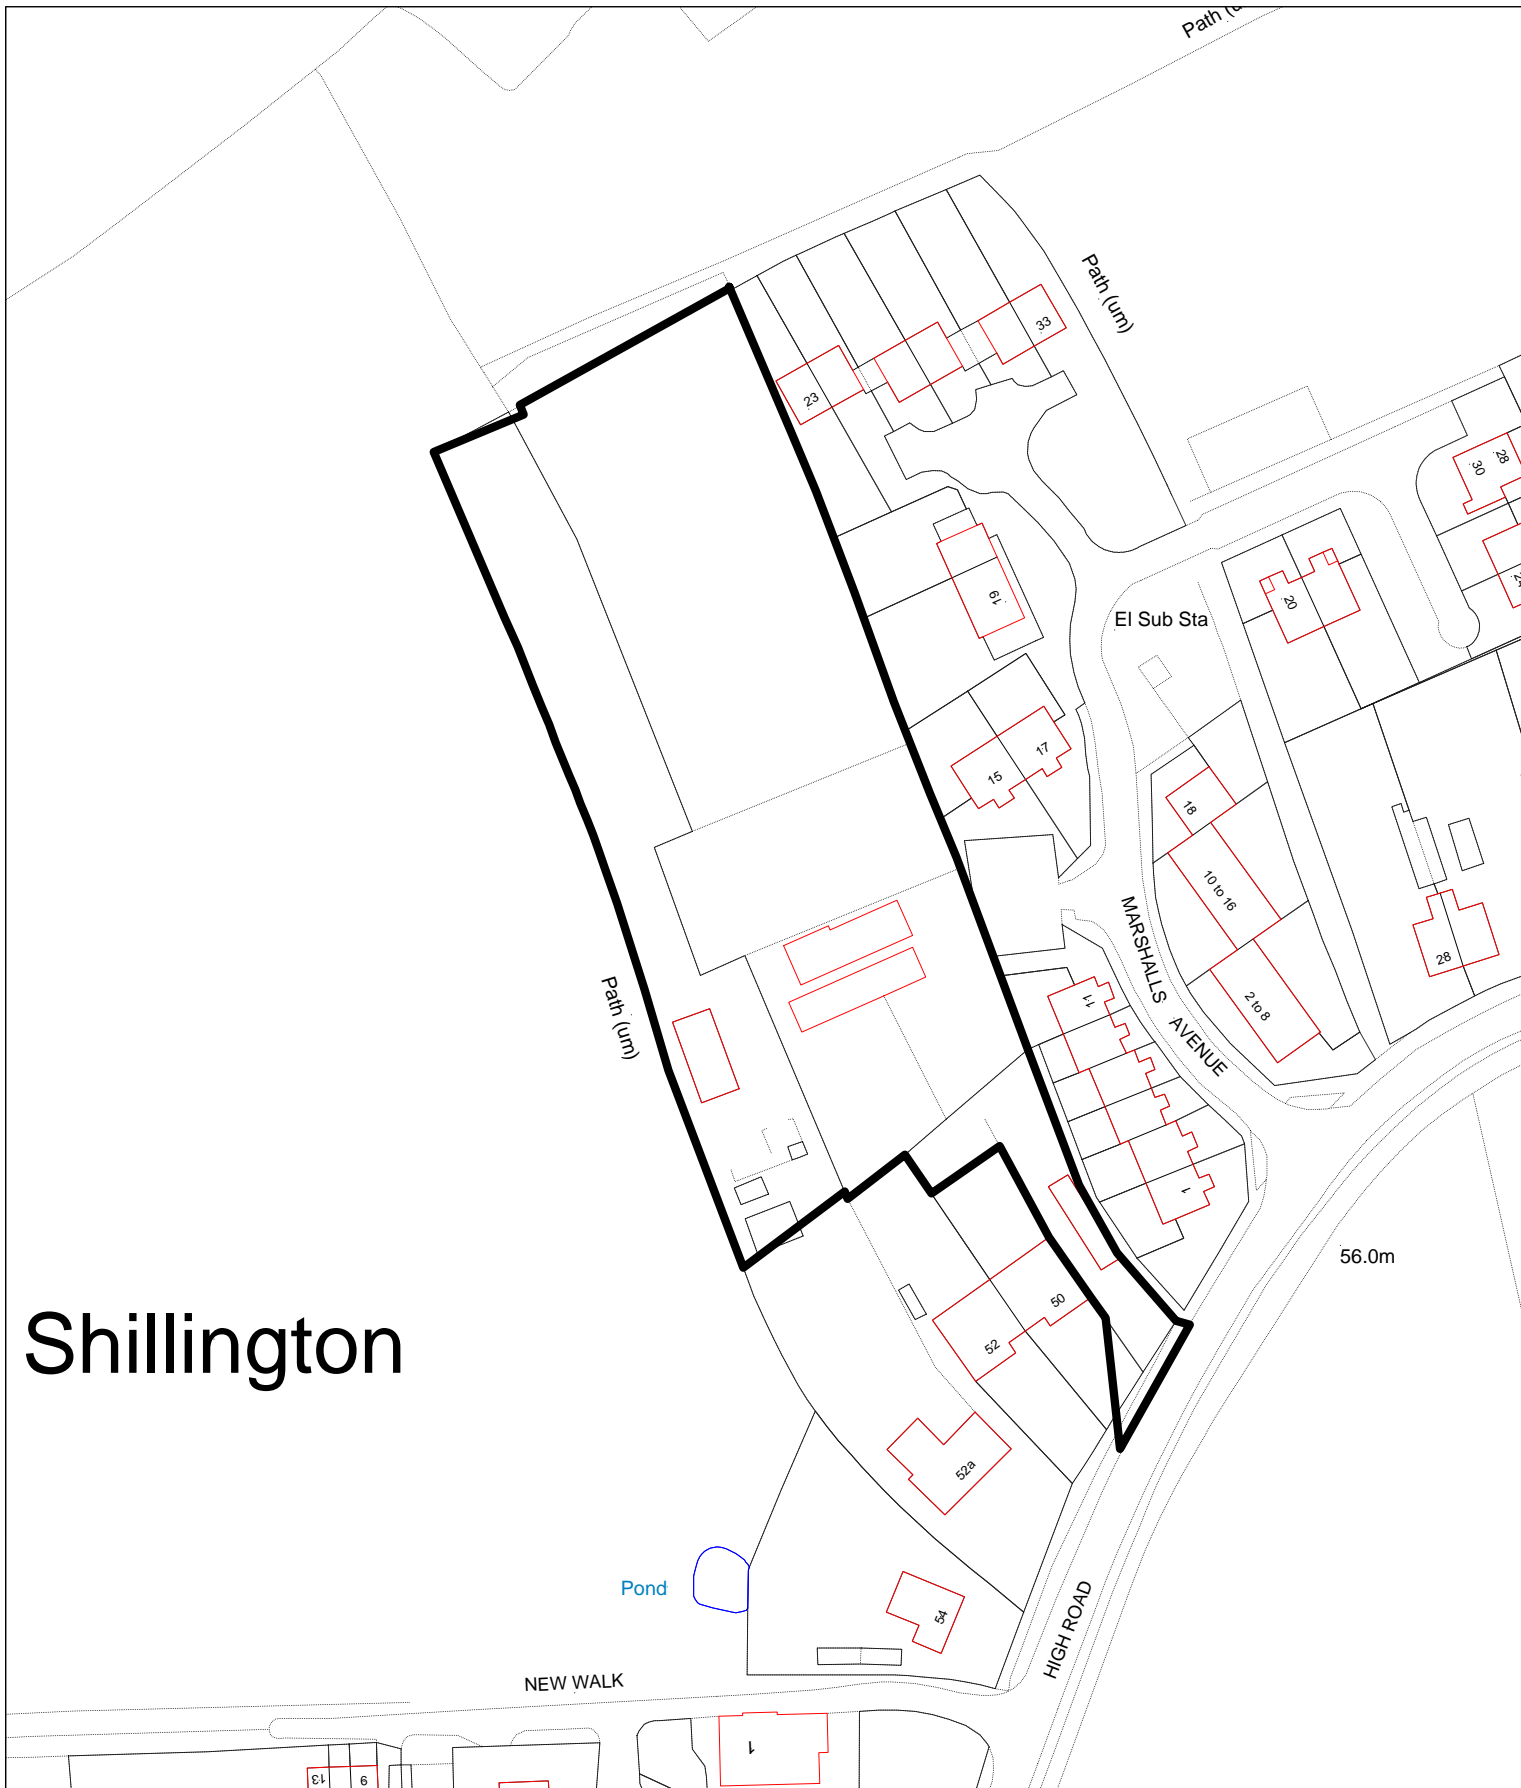 Path (
Path (um)
33
23
28
30
19
20
El Sub Sta
17
15
18
10 to 16
MARSHALLS
AVENUE
28
2 to 8
11
Path (um)
1
56.0m
50
52
Shillington
52a
Pond
54
HIGH ROAD
NEW WALK
1
13
9